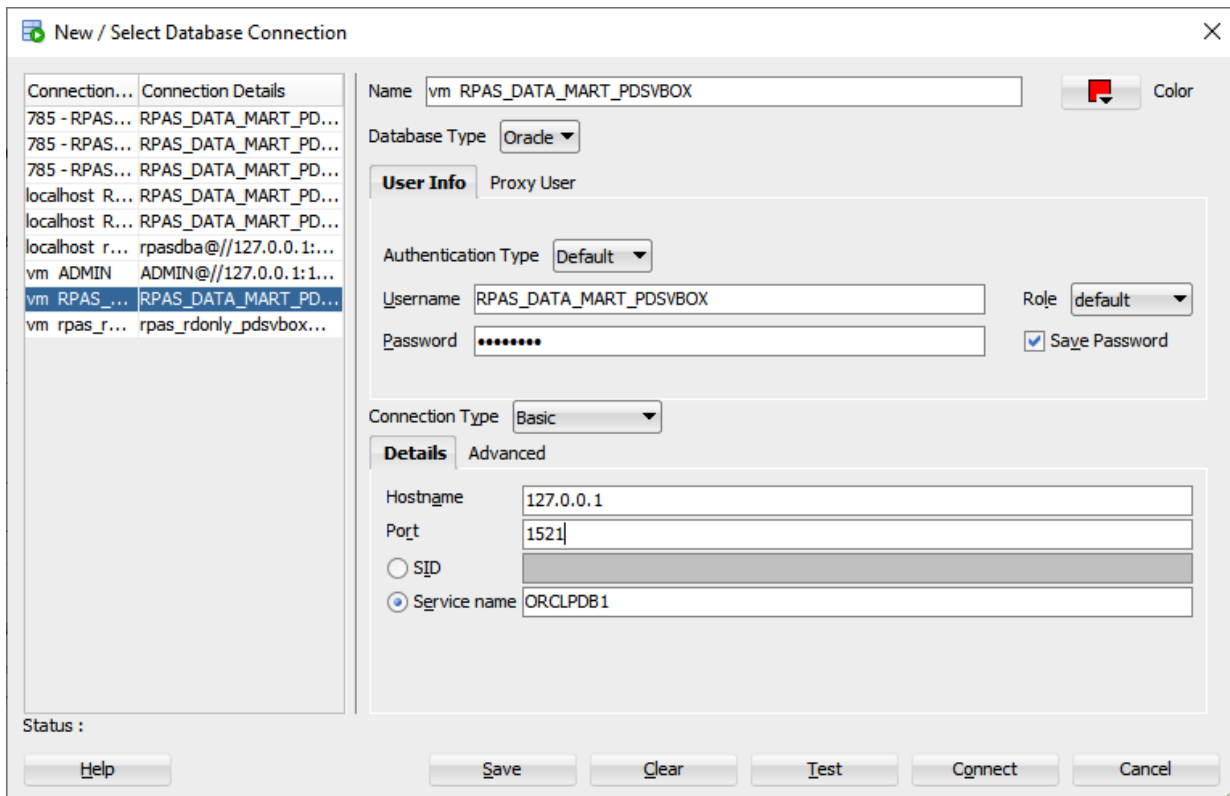 New / Select Database Connection
Connection... Connection Details
785 - RPAS... RPAS_DATA_MART_PD...
785 - RPAS... RPAS_DATA_MART_PD...
785 - RPAS... RPAS_DATA_MART_PD...
localhost R... RPAS_DATA_MART_PD...
localhost R... RPAS_DATA_MART_PD...
localhost r... rpasdba@//127.0.0.1:...
vm ADMIN ADMIN@//127.0.0.1:1...
vm RPAS_... RPAS_DATA_MART_PD...
vm rpas_r... rpas_rdonly_pdsvbox...
Name vm RPAS_DATA_MART_PDSVBOX Color
Database Type Oracle
User Info Proxy User
Authentication Type Default
Username RPAS_DATA_MART_PDSVBOX Role default
Password •••••••• Save Password
Connection Type Basic
Details Advanced
Hostname 127.0.0.1
Port 1521
SID
Service name ORCLPDB1
Status :
Help Save Clear Test Connect Cancel